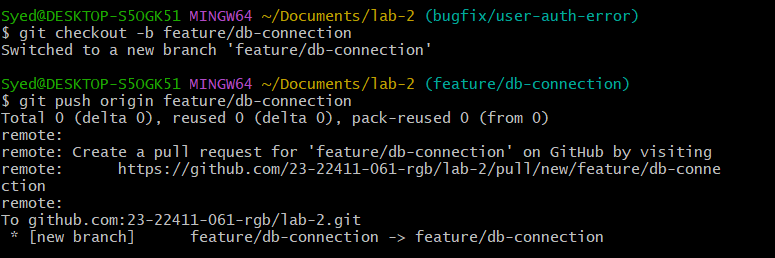 Syed@DESKTOP-S5OGK51 MINGW64 ~/Documents/lab-2 (bugfix/user-auth-error)
$ git checkout -b feature/db-connection
Switched to a new branch 'feature/db-connection'

Syed@DESKTOP-S5OGK51 MINGW64 ~/Documents/lab-2 (feature/db-connection)
$ git push origin feature/db-connection
Total 0 (delta 0), reused 0 (delta 0), pack-reused 0 (from 0)
remote:
remote: Create a pull request for 'feature/db-connection' on GitHub by visiting
remote:      https://github.com/23-22411-061-rgb/lab-2/pull/new/feature/db-conne
ction
remote:
To github.com:23-22411-061-rgb/lab-2.git
 * [new branch]      feature/db-connection -> feature/db-connection